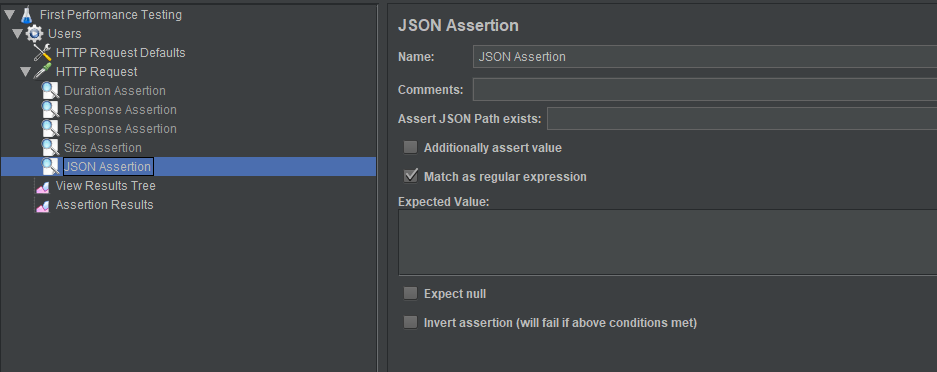 First Performance Testing
Users
HTTP Request Defaults
HTTP Request
Duration Assertion
Response Assertion
Response Assertion
Size Assertion
JSON Assertion
View Results Tree
Assertion Results
JSON Assertion
Name: JSON Assertion
Comments:
Assert JSON Path exists:
Additionally assert value
Match as regular expression
Expected Value:
Expect null
Invert assertion (will fail if above conditions met)